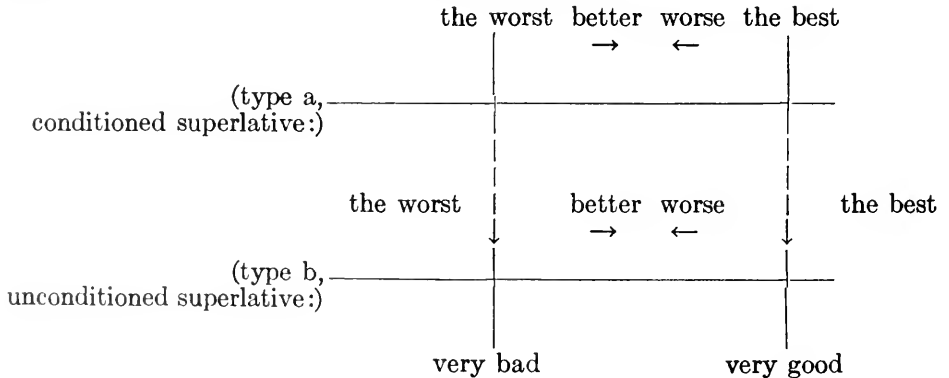 the worst better worse the best
→ ←
(type a,
conditioned superlative:)
the worst better worse the best
→ ←
(type b,
unconditioned superlative:)
very bad very good